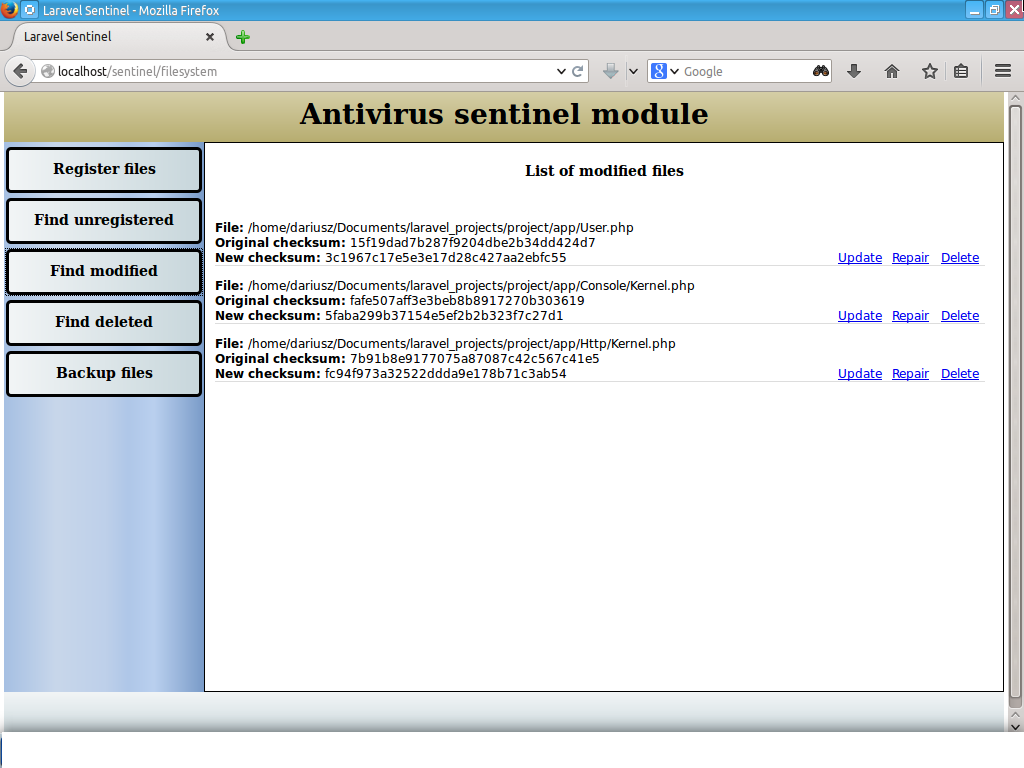 Laravel Sentinel - Mozilla Firefox
Laravel Sentinel
localhost/sentinel/filesystem
Google
Antivirus sentinel module
Register files
Find unregistered
Find modified
Find deleted
Backup files
List of modified files
File: /home/dariusz/Documents/laravel_projects/project/app/User.php
Original checksum: 15f19dad7b287f9204dbe2b34dd424d7
New checksum: 3c1967c17e5e3e17d28c427aa2ebfc55 Update Repair Delete
File: /home/dariusz/Documents/laravel_projects/project/app/Console/Kernel.php
Original checksum: fafe507aff3e3beb8b8917270b303619
New checksum: 5faba299b37154e5ef2b2b323f7c27d1 Update Repair Delete
File: /home/dariusz/Documents/laravel_projects/project/app/Http/Kernel.php
Original checksum: 7b91b8e9177075a87087c42c567c41e5
New checksum: fc94f973a32522ddda9e178b71c3ab54 Update Repair Delete